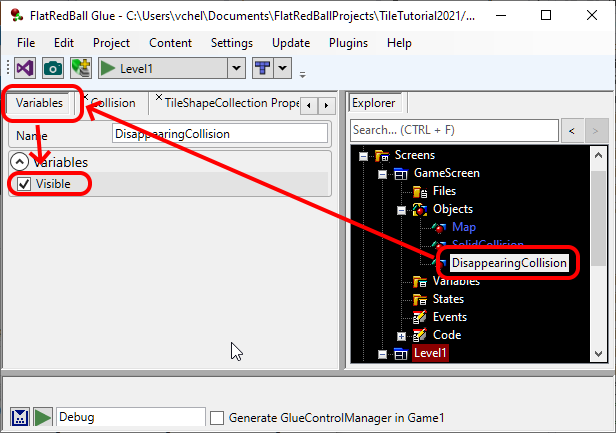 FlatRedBall Glue - C:\Users\vchel\Documents\FlatRedBallProjects\TileTutorial2021/...
File Edit Project Content Settings Update Plugins Help
Level1
Variables Collision TileShapeCollection Prope
Name DisappearingCollision
Variables
Visible
Explorer
Search... (CTRL + F)
< >
Screens
GameScreen
Files
Objects
Map
SolidCollision
DisappearingCollision
Variables
States
Events
Code
Level1
Debug
Generate GlueControlManager in Game1